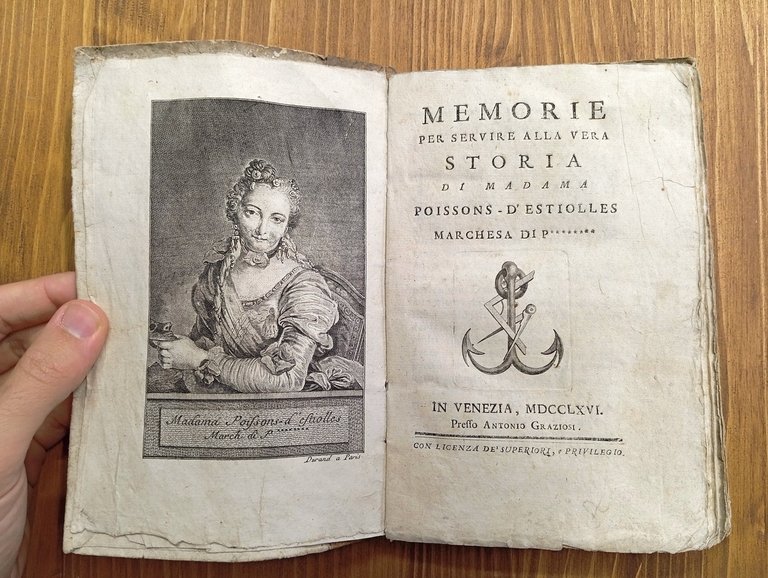 Madama Poiſsons-d'eſtiolles
March. di P********
Durand a Paris
MEMORIE
PER SERVIRE ALLA VERA
STORIA
DI MADAMA
POISSONS-D'ESTIOLLES
MARCHESA DI P********
IN VENEZIA, MDCCLXVI.
Preſſo ANTONIO GRAZIOSI.
CON LICENZA DE' SUPERIORI, e PRIVILEGIO.